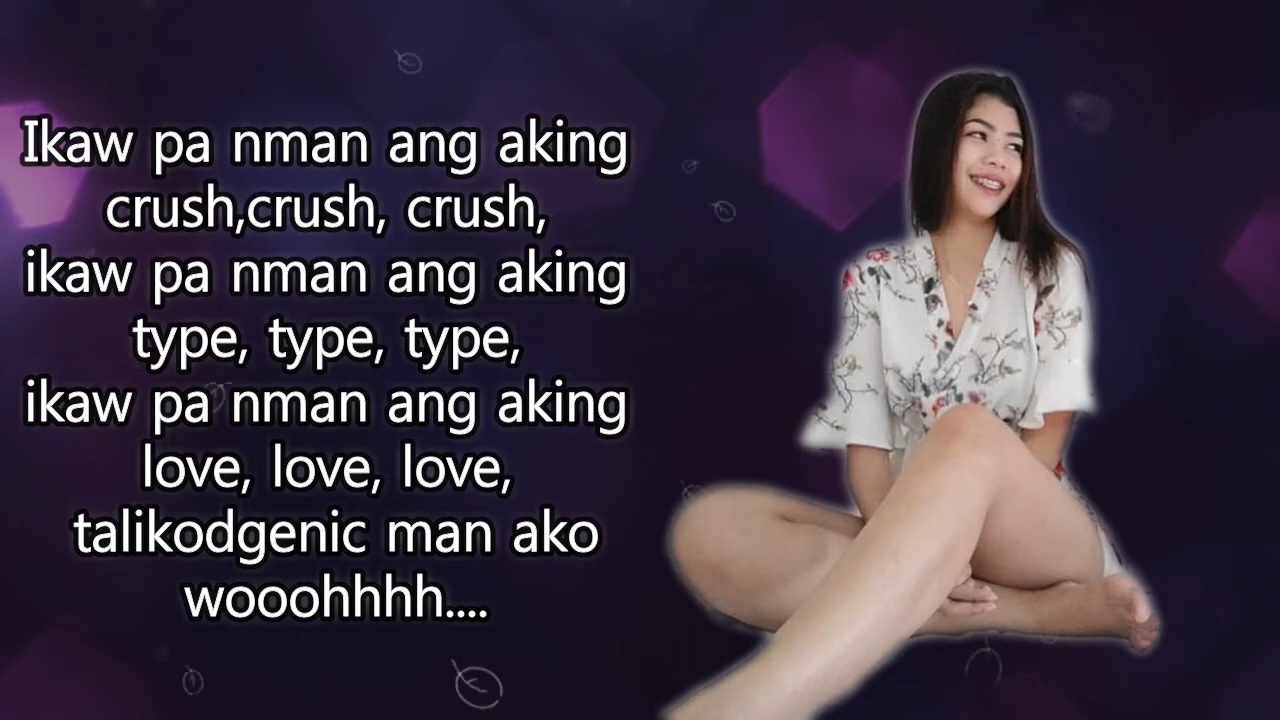 Ikaw pa nman ang aking
crush,crush, crush,
ikaw pa nman ang aking
type, type, type,
ikaw pa nman ang aking
love, love, love,
talikodgenic man ako
wooohhhh....